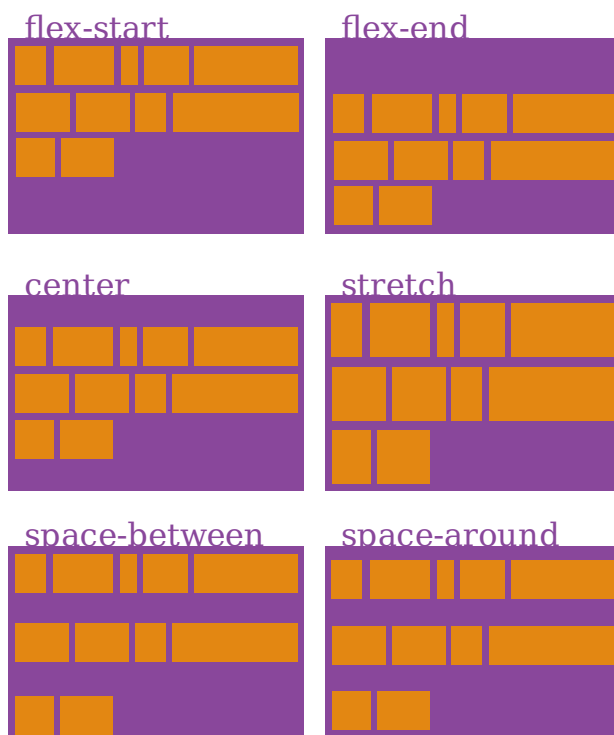 flex-start
flex-end
center
stretch
space-between
space-around